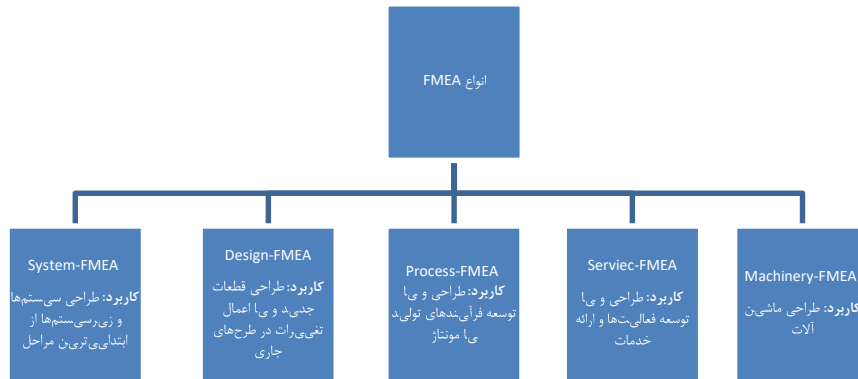 انواع FMEA
System-FMEA
کاربرد: طراحی سیستم‌ها
و زیرسیستم‌ها از
ابتدایی‌ترین مراحل
Design-FMEA
کاربرد: طراحی قطعات
جدید و یا اعمال
تغییرات در طرح‌های
جاری
Process-FMEA
کاربرد: طراحی و یا
توسعه فرآیندهای تولید
یا مونتاژ
Serviec-FMEA
کاربرد: طراحی و یا
توسعه فعالیت‌ها و ارائه
خدمات
Machinery-FMEA
کاربرد: طراحی ماشین
آلات